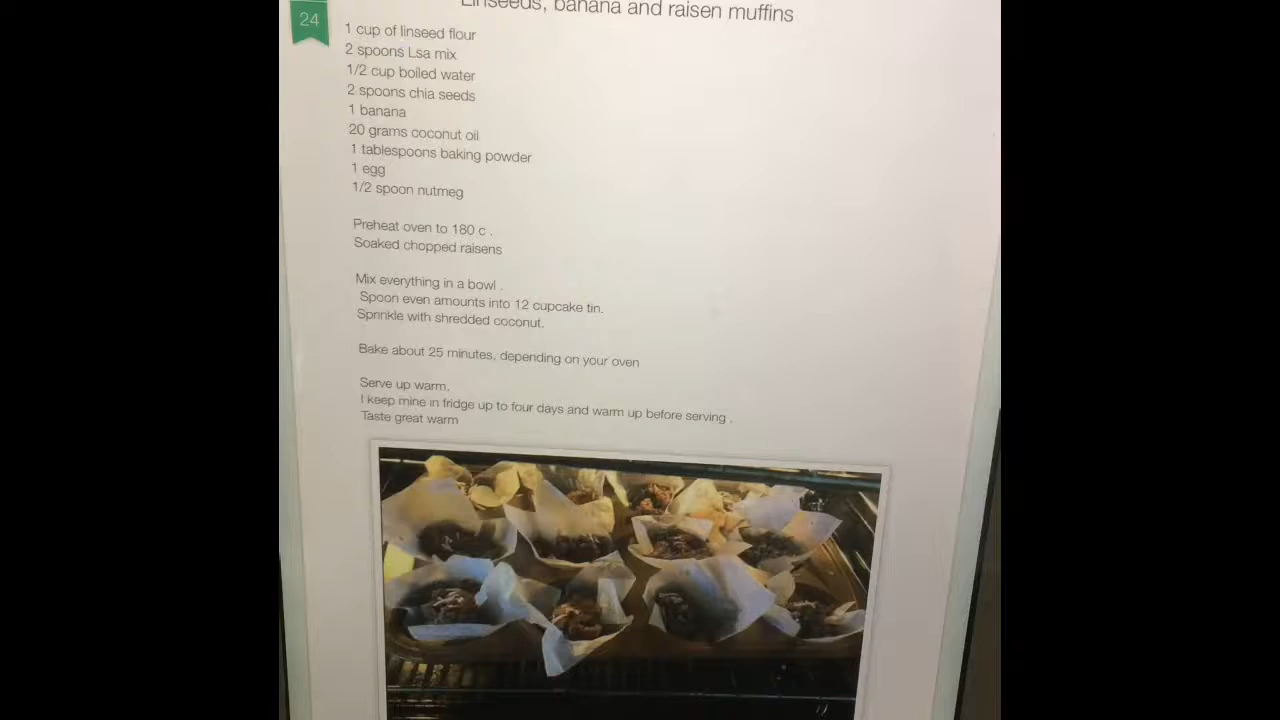 24
Linseeds, banana and raisen muffins
1 cup of linseed flour
2 spoons Lsa mix
1/2 cup boiled water
2 spoons chia seeds
1 banana
20 grams coconut oil
1 tablespoons baking powder
1 egg
1/2 spoon nutmeg
Preheat oven to 180 c .
Soaked chopped raisens
Mix everything in a bowl .
Spoon even amounts into 12 cupcake tin.
Sprinkle with shredded coconut.
Bake about 25 minutes, depending on your oven
Serve up warm,
I keep mine in fridge up to four days and warm up before serving .
Taste great warm